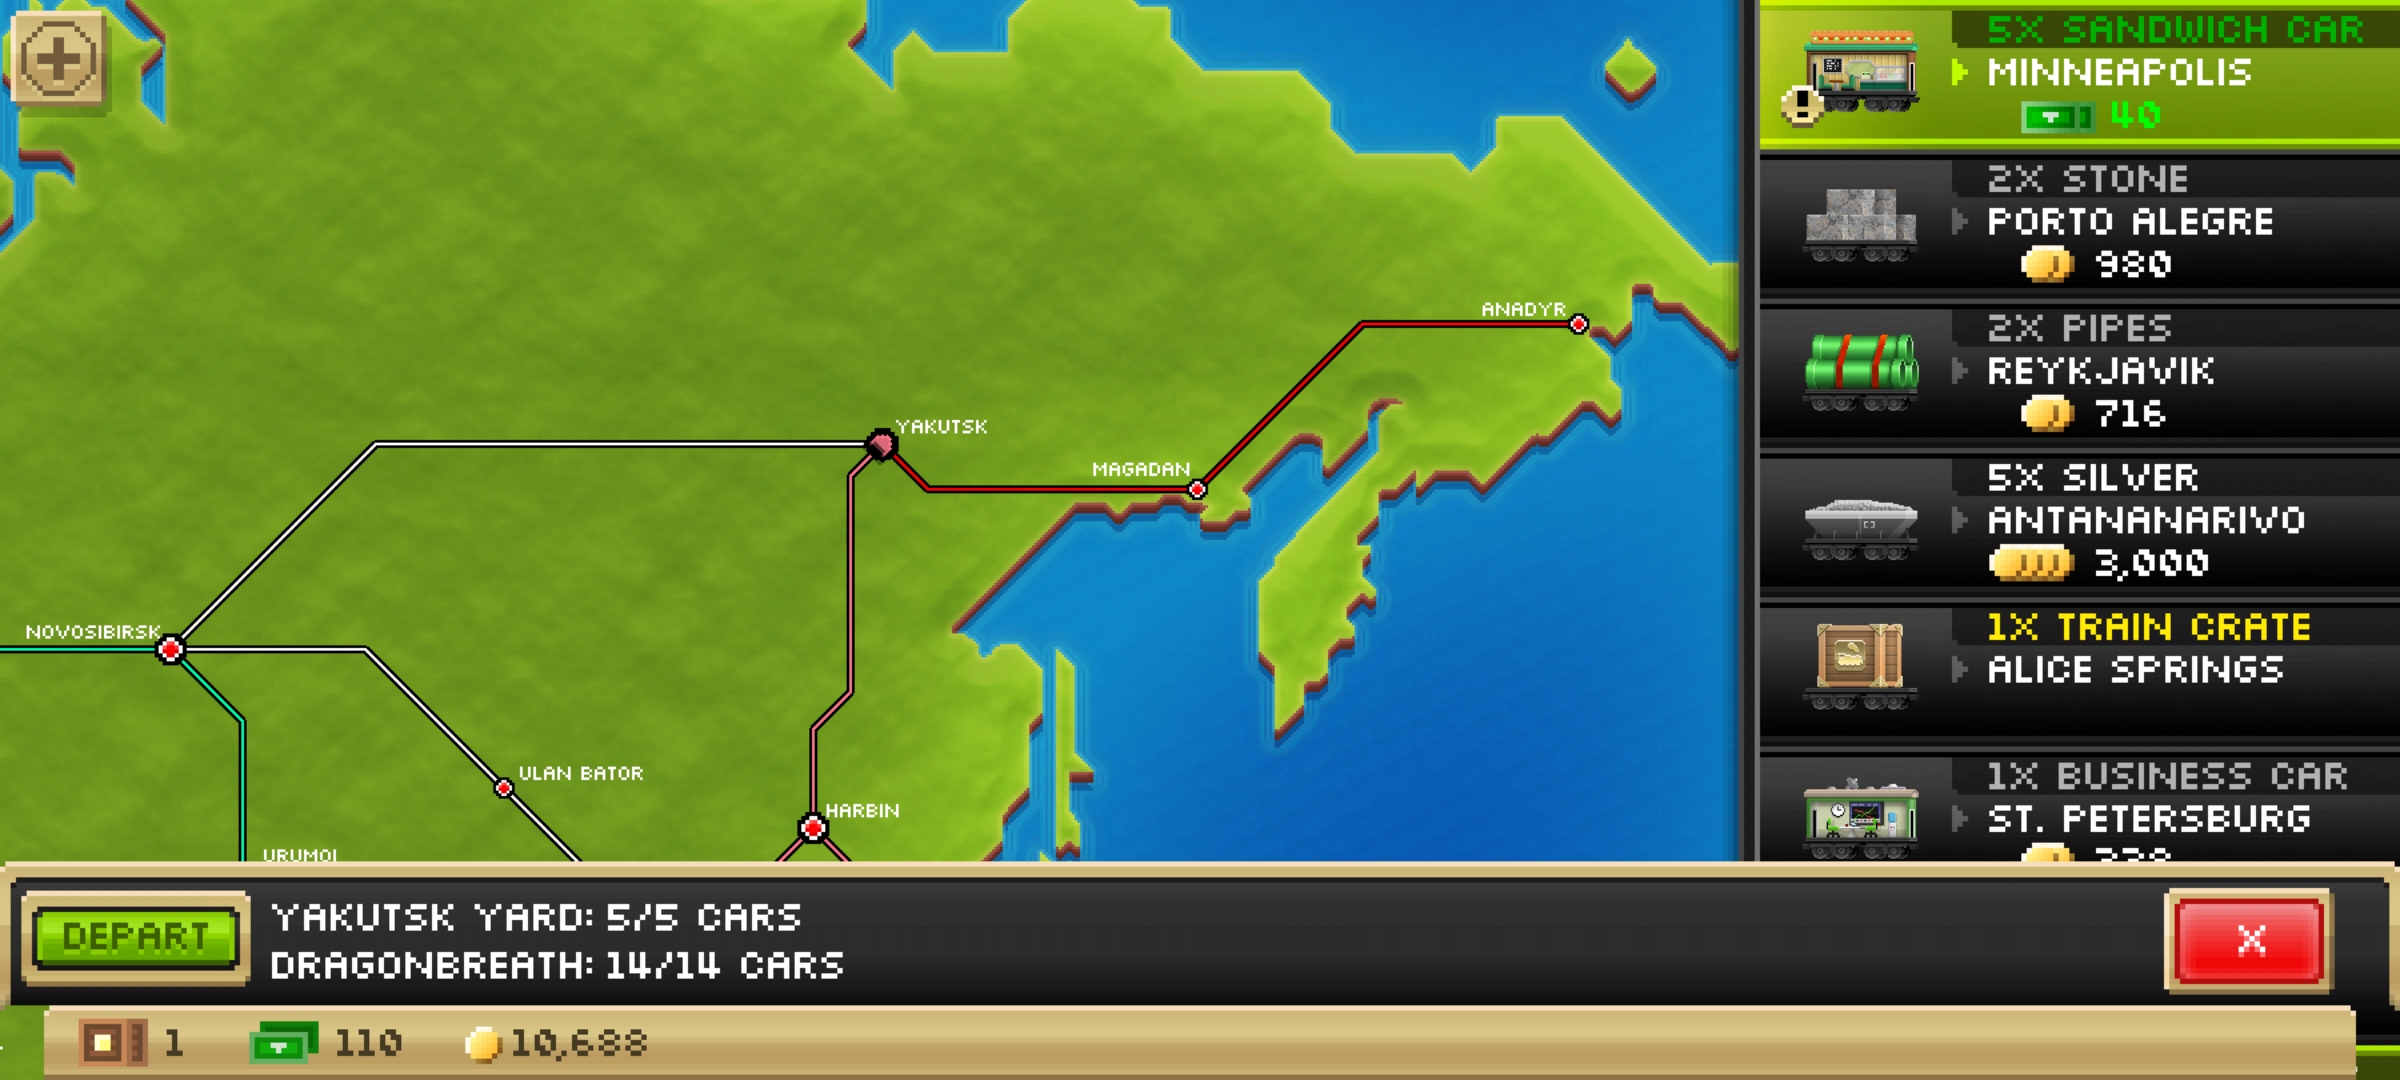 5X SANDWICH CAR
MINNEAPOLIS
40
2X STONE
PORTO ALEGRE
980
2X PIPES
REYKJAVIK
716
5X SILVER
ANTANANARIVO
3,000
1X TRAIN CRATE
ALICE SPRINGS
1X BUSINESS CAR
ST. PETERSBURG
ANADYR
YAKUTSK
MAGADAN
NOVOSIBIRSK
ULAN BATOR
HARBIN
URUMQI
DEPART
YAKUTSK YARD: 5/5 CARS
DRAGONBREATH: 14/14 CARS
X
1
110
10,688